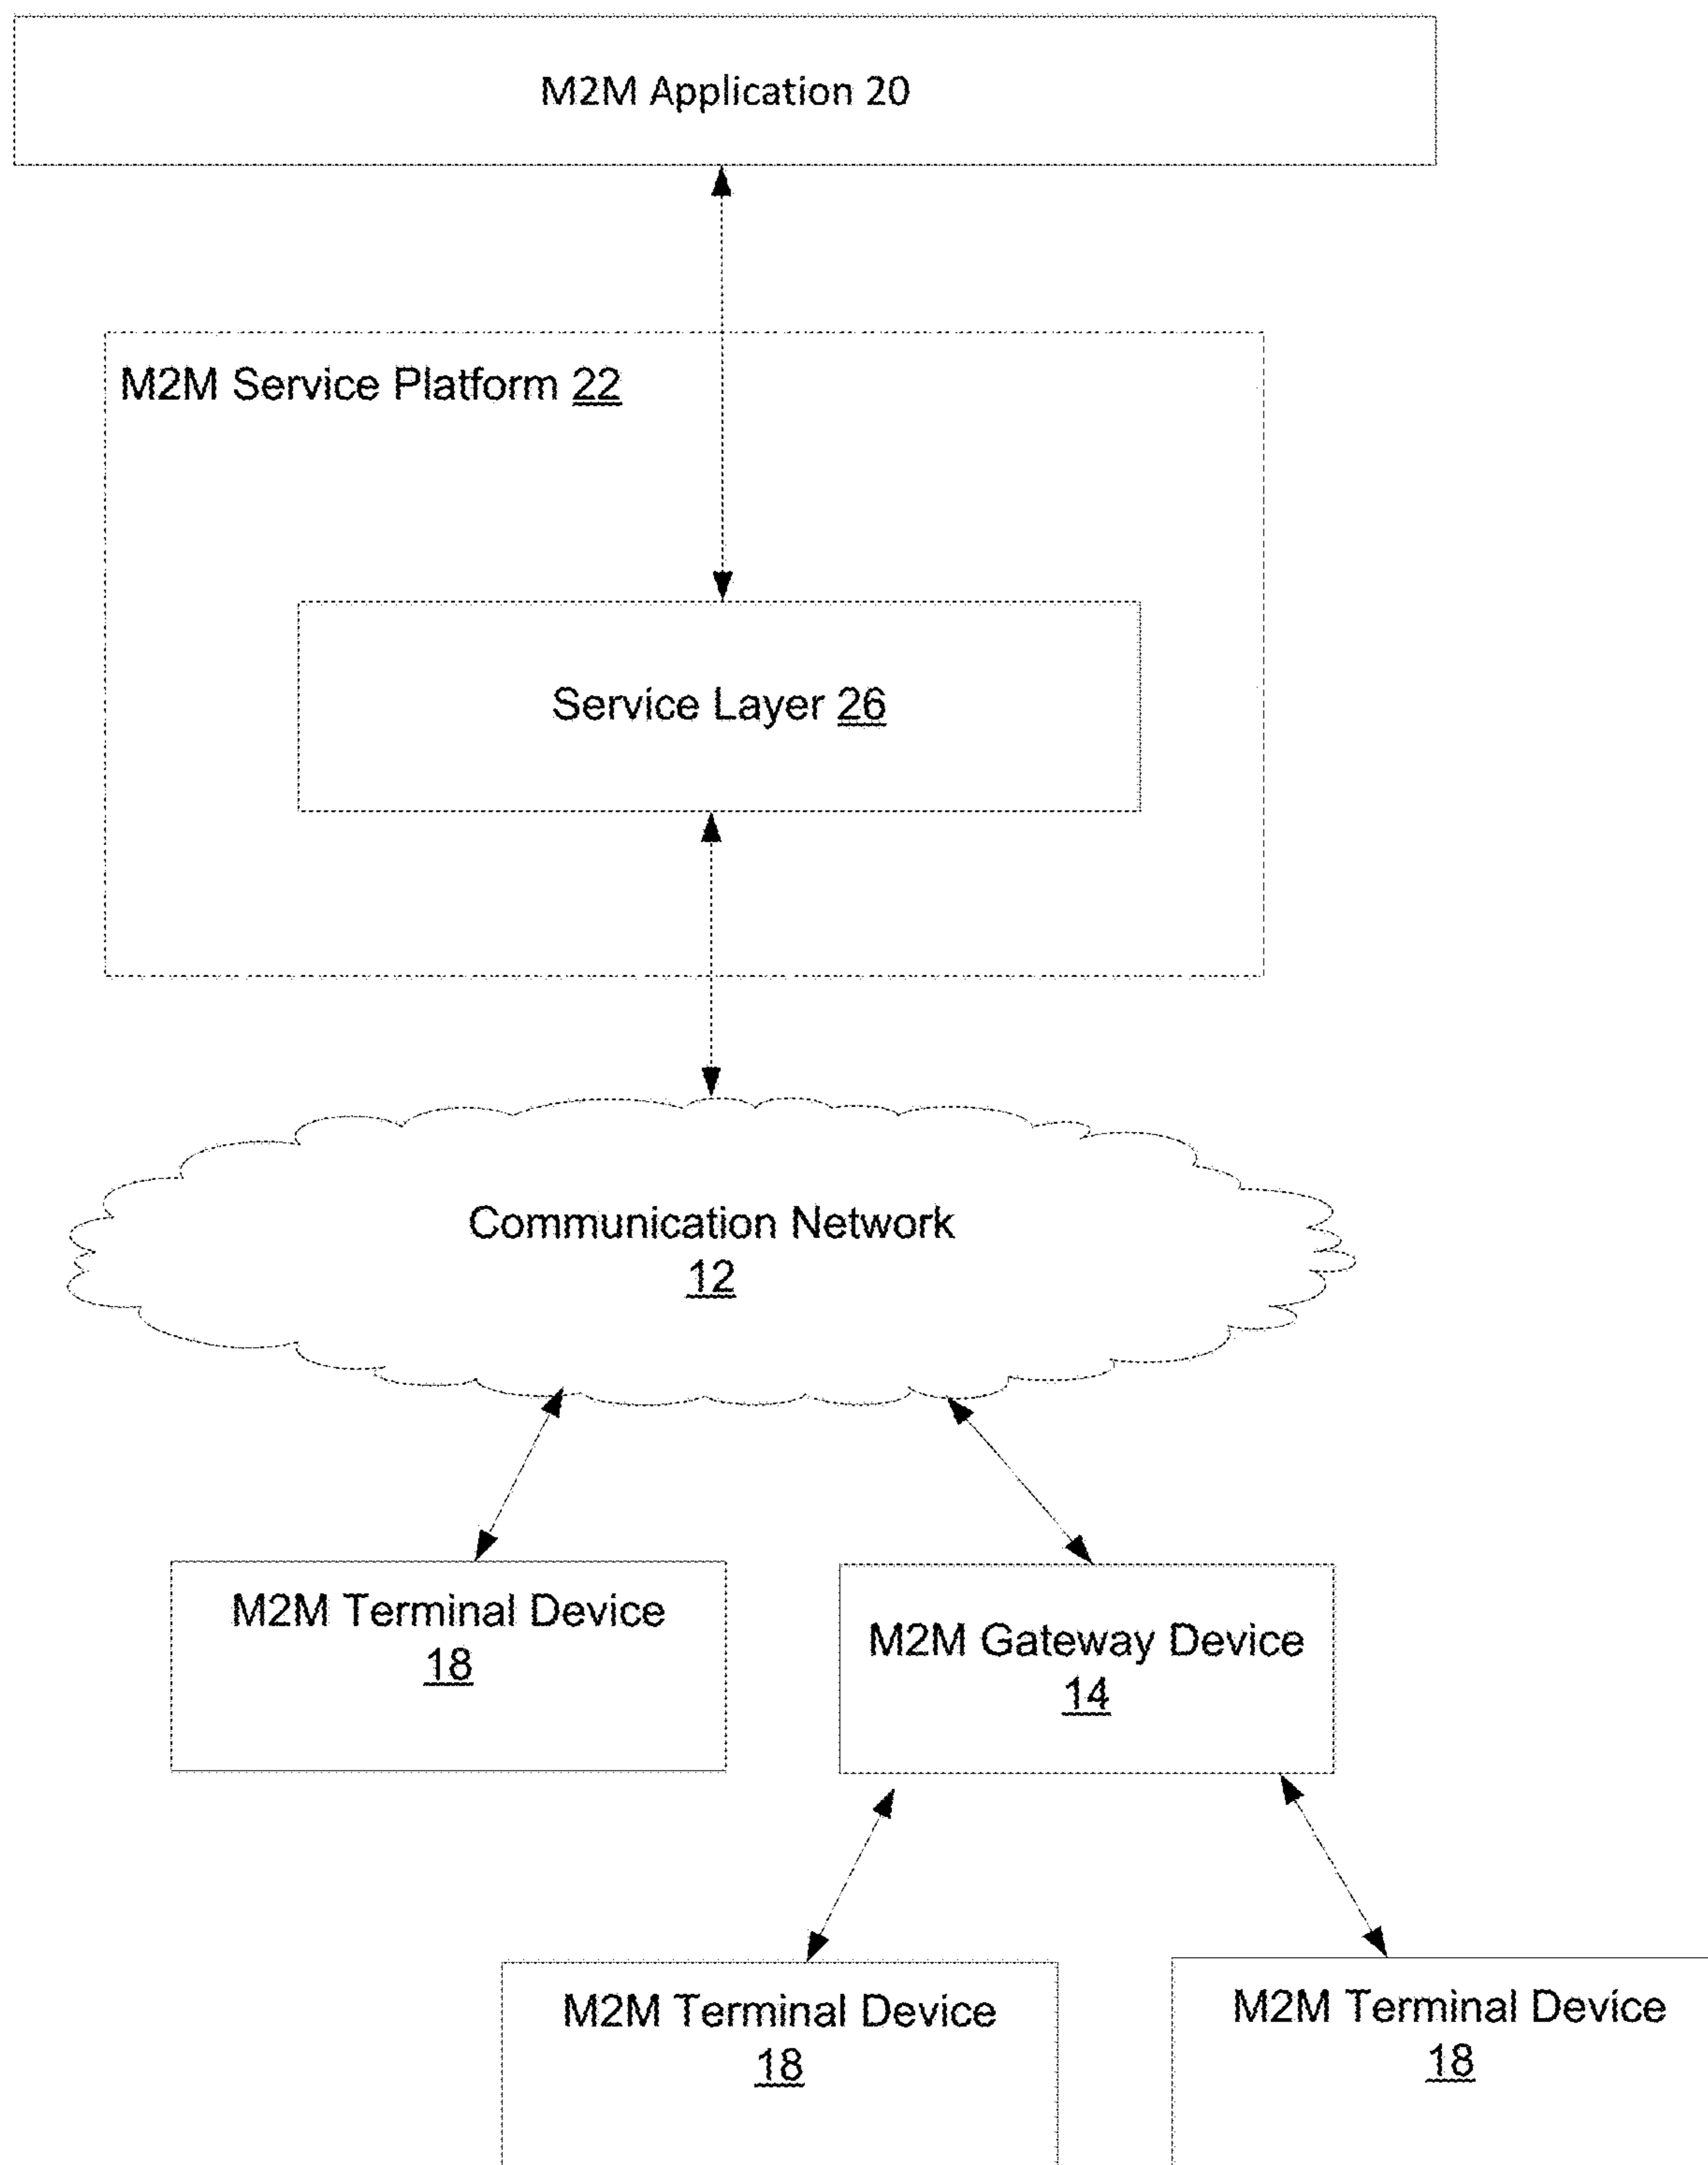 M2M Application 20
M2M Service Platform 22
Service Layer 26
Communication Network
12
M2M Terminal Device
18
M2M Gateway Device
14
M2M Terminal Device
18
M2M Terminal Device
18